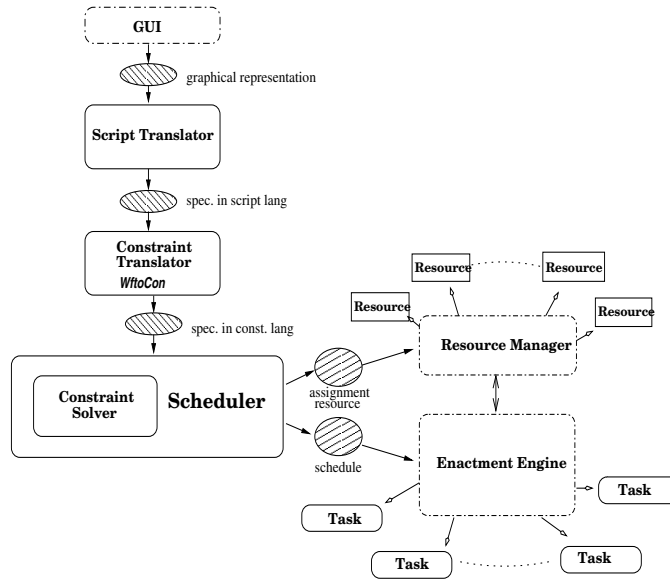 GUI
graphical representation
Script Translator
spec. in script lang
Constraint
Translator
WftoCon
spec. in const. lang
Constraint
Solver
Scheduler
assignment
resource
schedule
Resource
Resource
Resource
Resource
Resource Manager
Enactment Engine
Task
Task
Task
Task